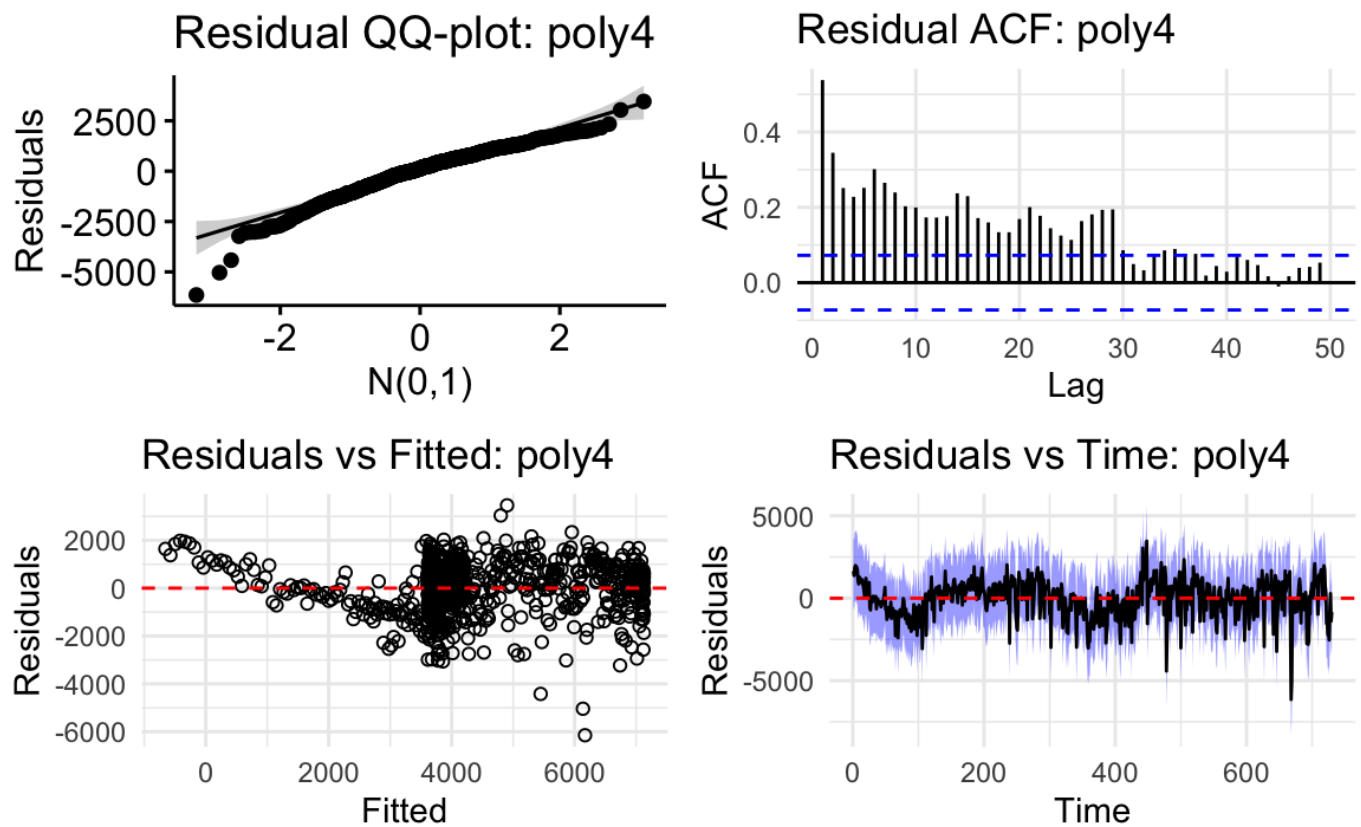 Residual QQ-plot: poly4
Residuals
2500
0
-2500
-5000
-2
0
2
N(0,1)
Residual ACF: poly4
ACF
0.4
0.2
0.0
0
10
20
30
40
50
Lag
Residuals vs Fitted: poly4
Residuals
2000
0
-2000
-4000
-6000
0
2000
4000
6000
Fitted
Residuals vs Time: poly4
Residuals
5000
0
-5000
0
200
400
600
Time